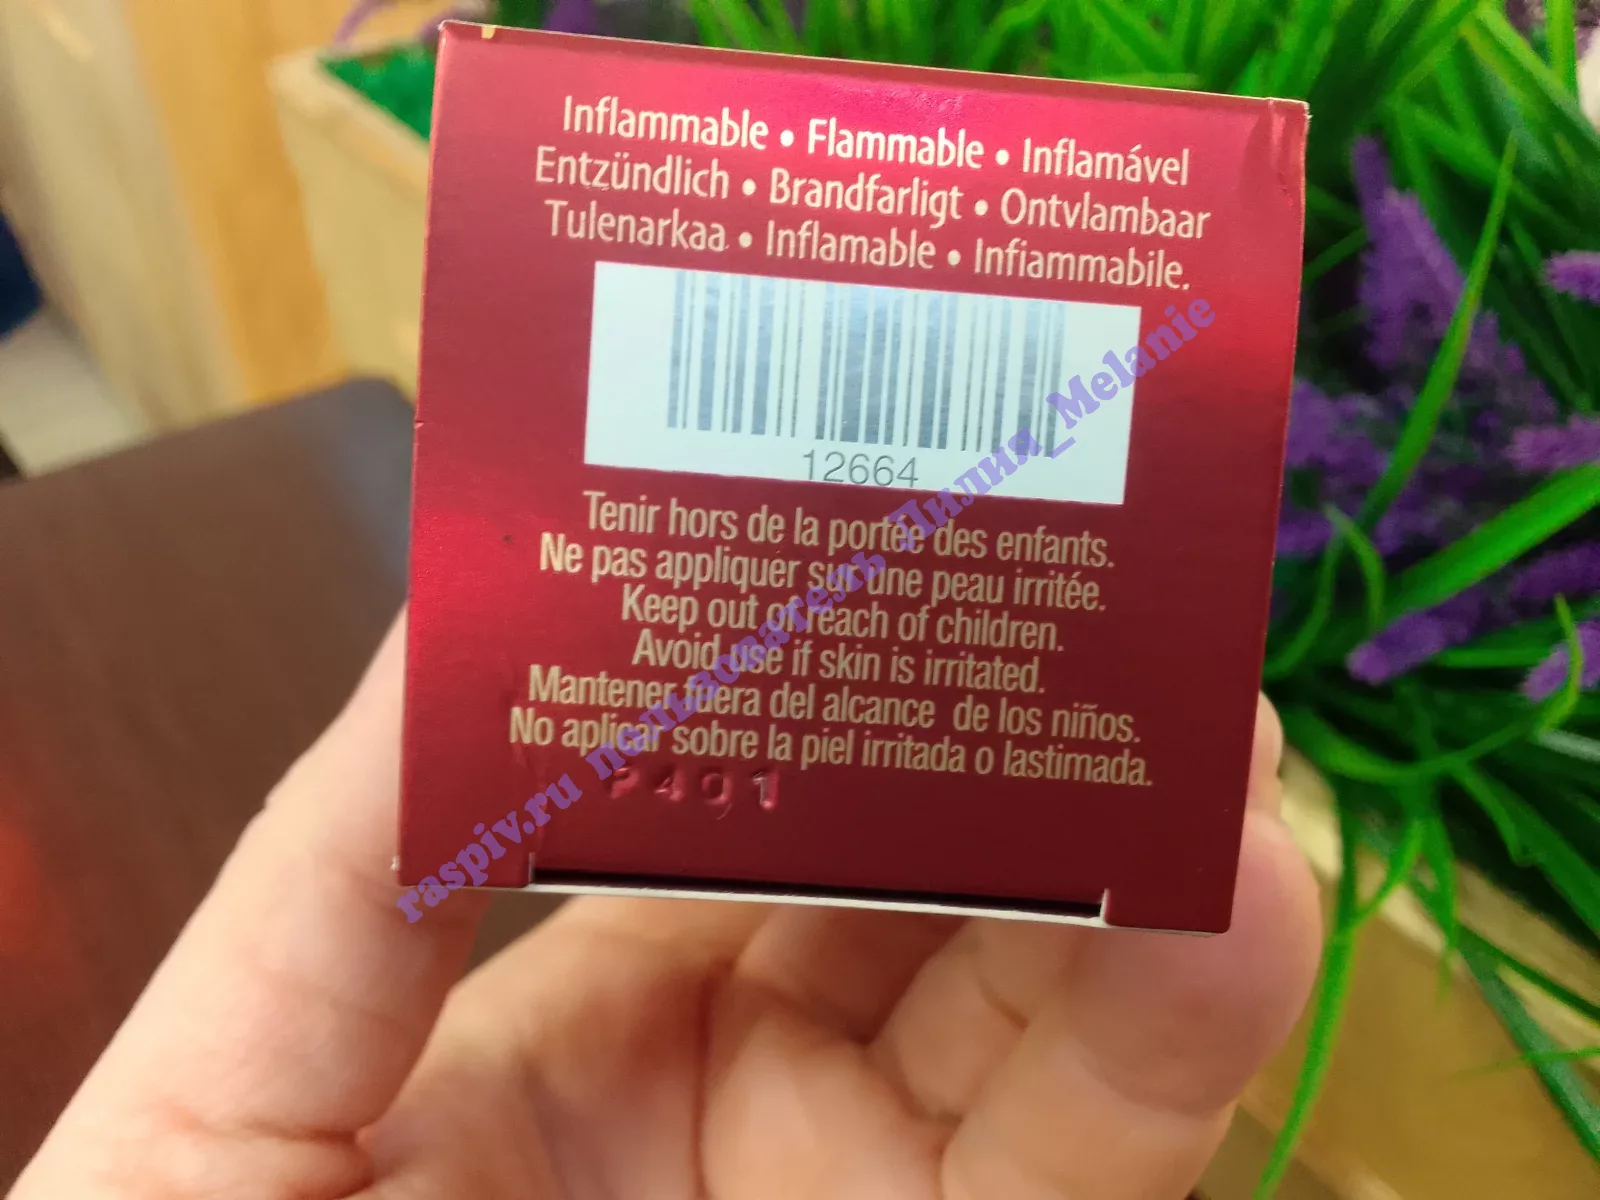 Inflammable • Flammable • Inflamável
Entzündlich • Brandfarligt • Ontvlambaar
Tulenarkaa • Inflamable • Infiammabile.
12664
Tenir hors de la portée des enfants.
Ne pas appliquer sur une peau irritée.
Keep out of reach of children.
Avoid use if skin is irritated.
Mantener fuera del alcance de los niños.
No aplicar sobre la piel irritada o lastimada.
raspiv.ru пользователь Лилия_Melanie